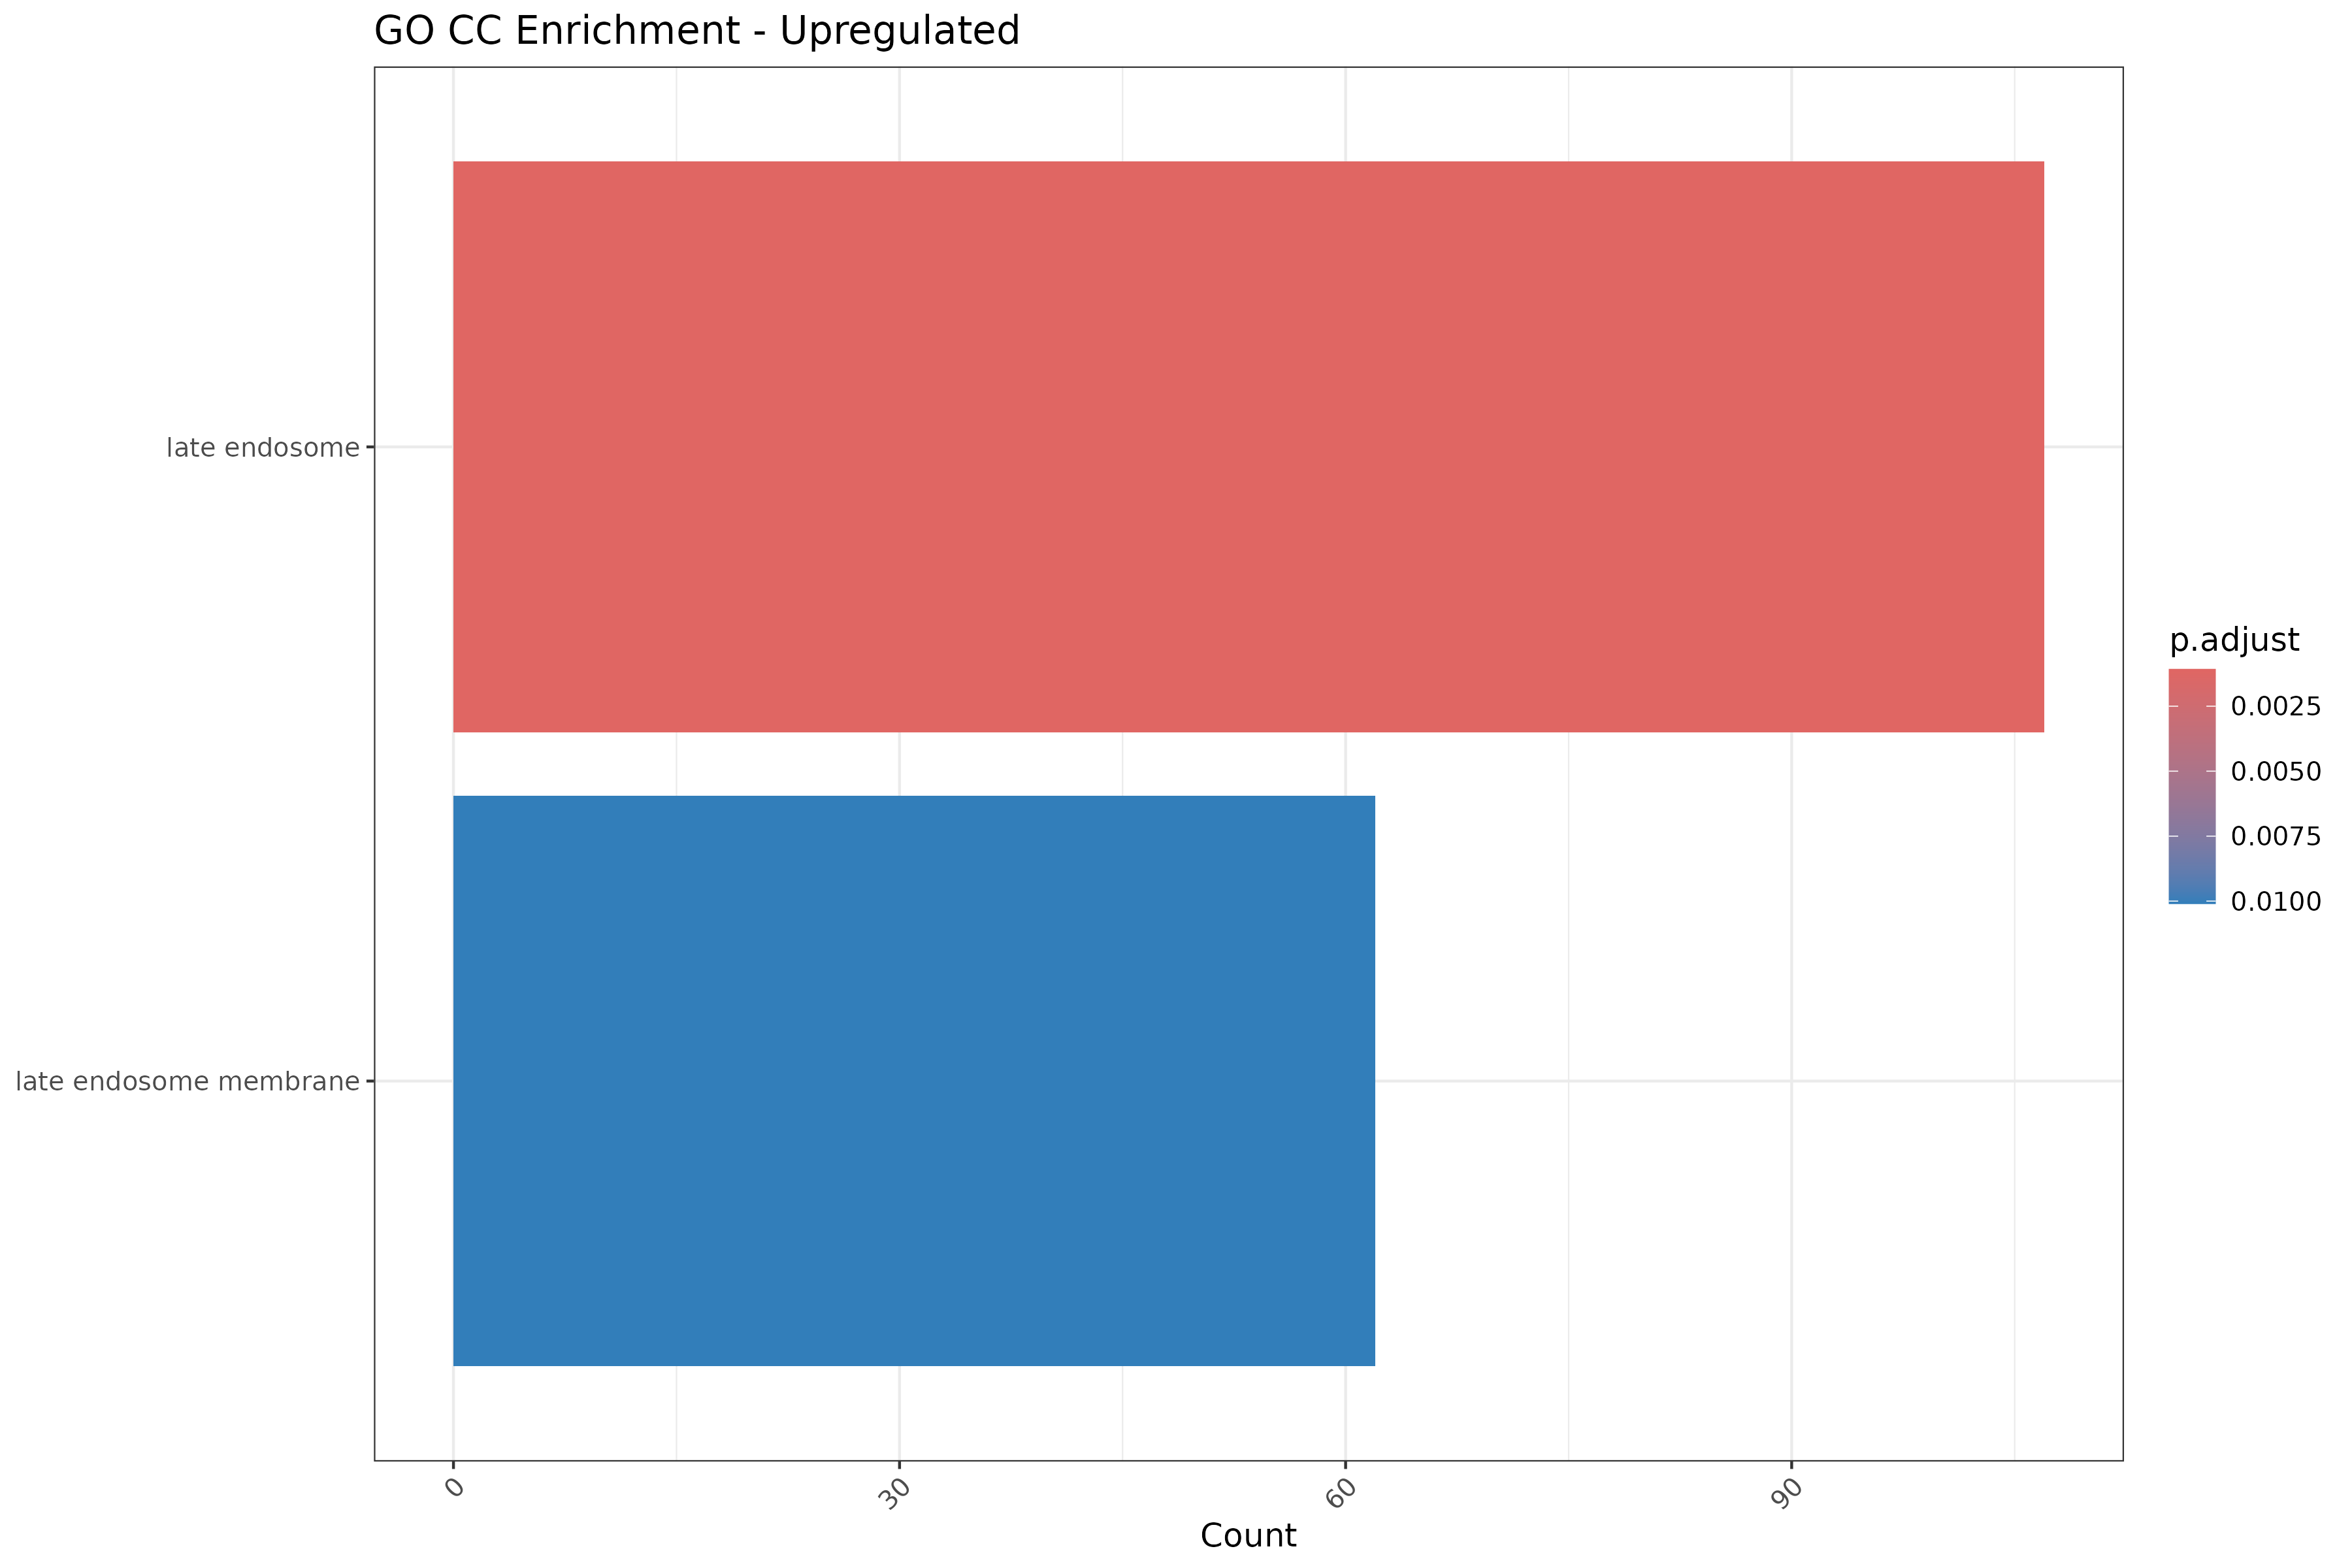 GO CC Enrichment - Upregulated
late endosome
late endosome membrane
0
30
60
90
Count
p.adjust
0.0025
0.0050
0.0075
0.0100